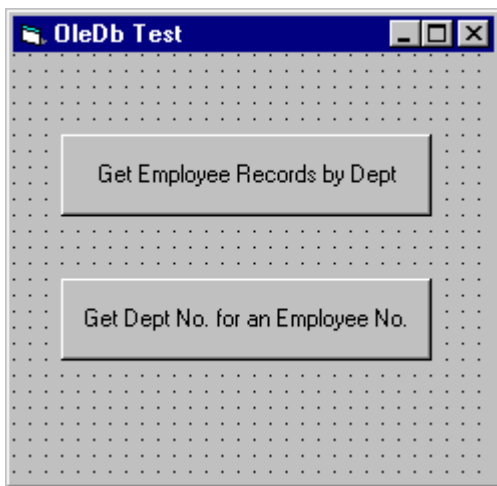 OleDb Test
Get Employee Records by Dept
Get Dept No. for an Employee No.